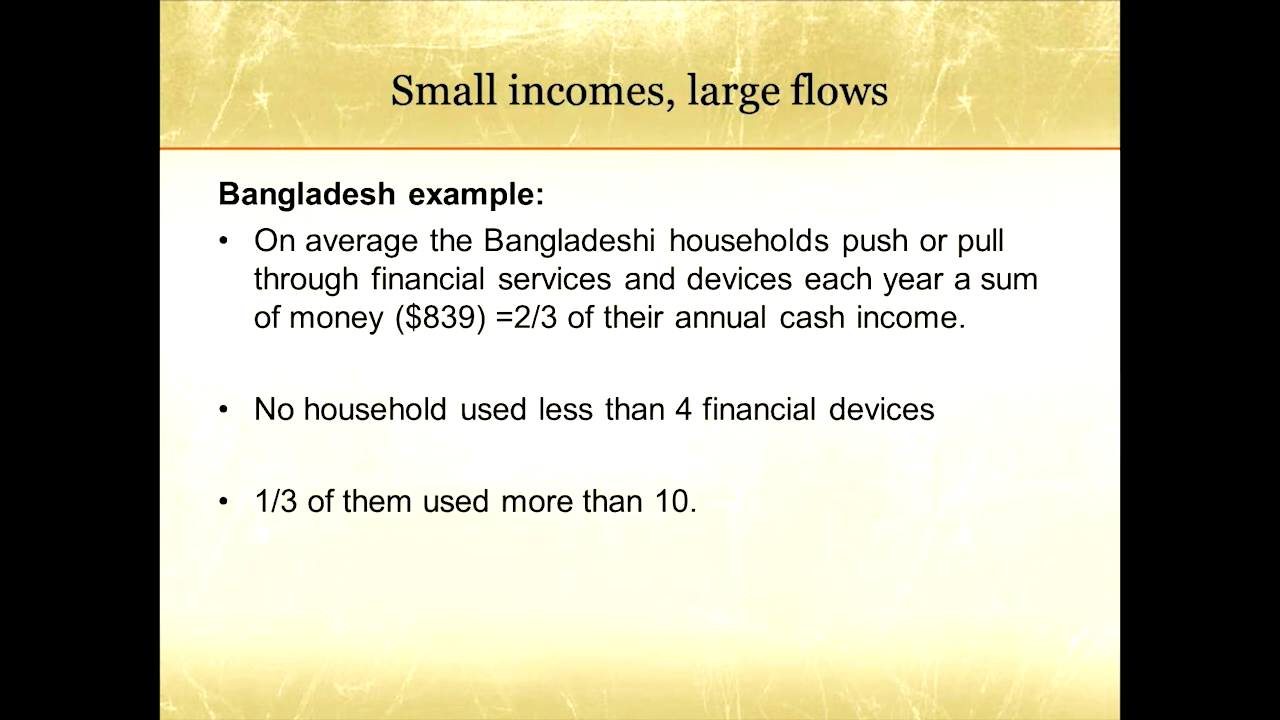 Small incomes, large flows
Bangladesh example:
• On average the Bangladeshi households push or pull
through financial services and devices each year a sum
of money ($839) =2/3 of their annual cash income.
• No household used less than 4 financial devices
• 1/3 of them used more than 10.